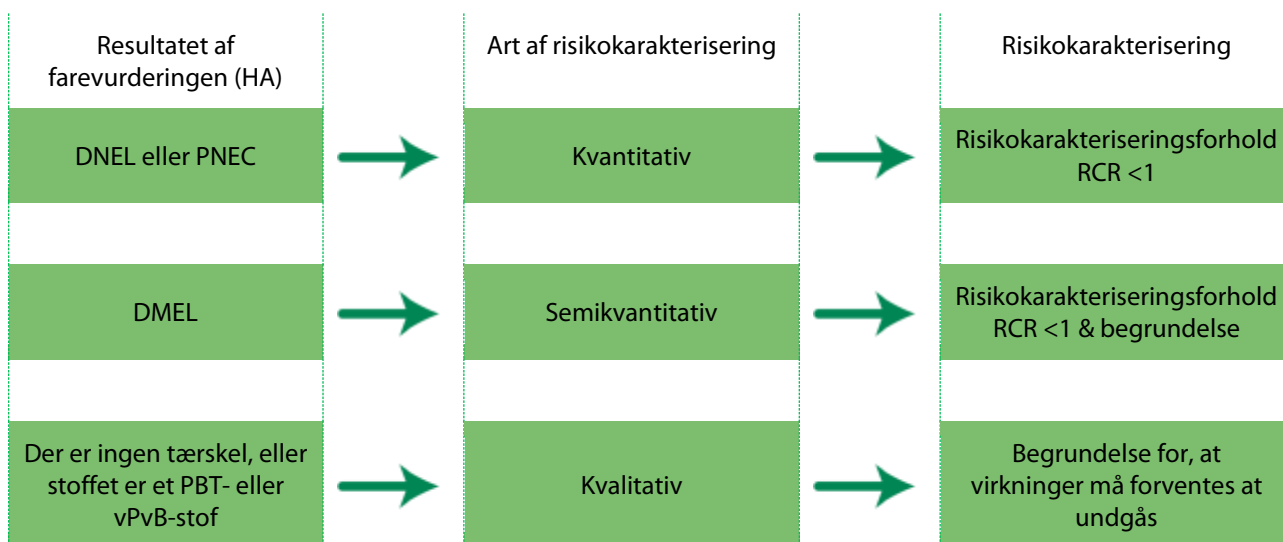 Resultatet af
farevurderingen (HA)
Art af risikokarakterisering
Risikokarakterisering
DNEL eller PNEC
Kvantitativ
Risikokarakteriseringsforhold
RCR <1
DMEL
Semikvantitativ
Risikokarakteriseringsforhold
RCR <1 & begrundelse
Der er ingen tærskel, eller
stoffet er et PBT- eller
vPvB-stof
Kvalitativ
Begrundelse for, at
virkninger må forventes at
undgås